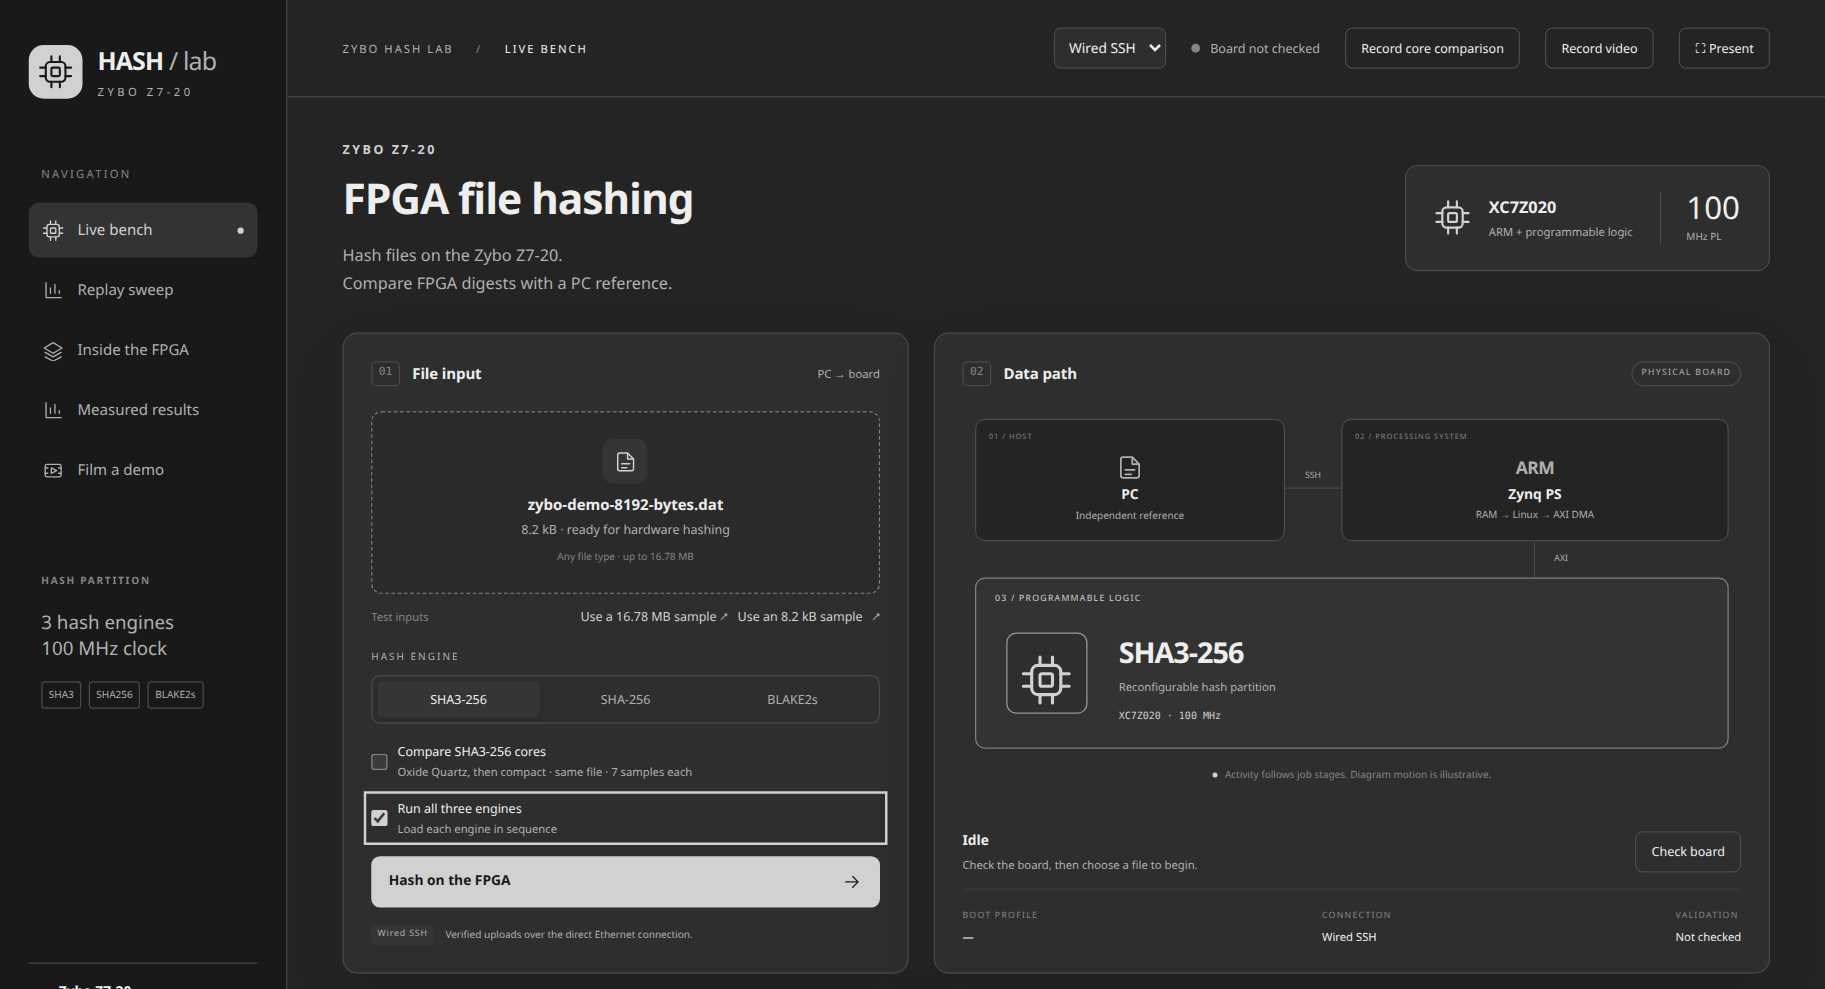 HASH / lab
ZYBO Z7-20
NAVIGATION
Live bench
Replay sweep
Inside the FPGA
Measured results
Film a demo
HASH PARTITION
3 hash engines
100 MHz clock
SHA3 SHA256 BLAKE2s
Zybo Z7-20
ZYBO HASH LAB / LIVE BENCH
Wired SSH
Board not checked
Record core comparison
Record video
Present
ZYBO Z7-20
FPGA file hashing
Hash files on the Zybo Z7-20.
Compare FPGA digests with a PC reference.
XC7Z020
ARM + programmable logic
100
MHz PL
01 File input
PC → board
zybo-demo-8192-bytes.dat
8.2 kB · ready for hardware hashing
Any file type · up to 16.78 MB
Test inputs
Use a 16.78 MB sample ↗ Use an 8.2 kB sample ↗
HASH ENGINE
SHA3-256 SHA-256 BLAKE2s
Compare SHA3-256 cores
Oxide Quartz, then compact · same file · 7 samples each
Run all three engines
Load each engine in sequence
Hash on the FPGA →
Wired SSH Verified uploads over the direct Ethernet connection.
02 Data path
PHYSICAL BOARD
01 / HOST
PC
Independent reference
SSH
02 / PROCESSING SYSTEM
ARM
Zynq PS
RAM → Linux → AXI DMA
AXI
03 / PROGRAMMABLE LOGIC
SHA3-256
Reconfigurable hash partition
XC7Z020 · 100 MHz
Activity follows job stages. Diagram motion is illustrative.
Idle
Check the board, then choose a file to begin.
Check board
BOOT PROFILE
—
CONNECTION
Wired SSH
VALIDATION
Not checked